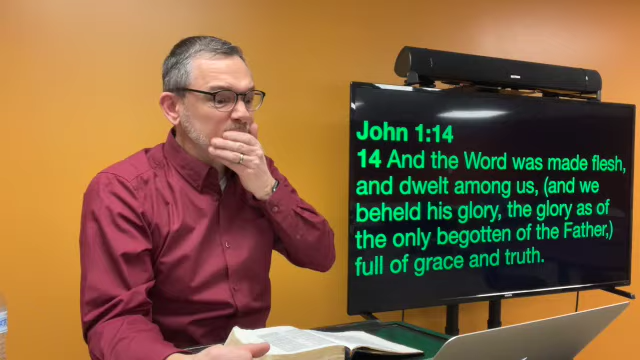 John 1:14
14 And the Word was made flesh,
and dwelt among us, (and we
beheld his glory, the glory as of
the only begotten of the Father,)
full of grace and truth.